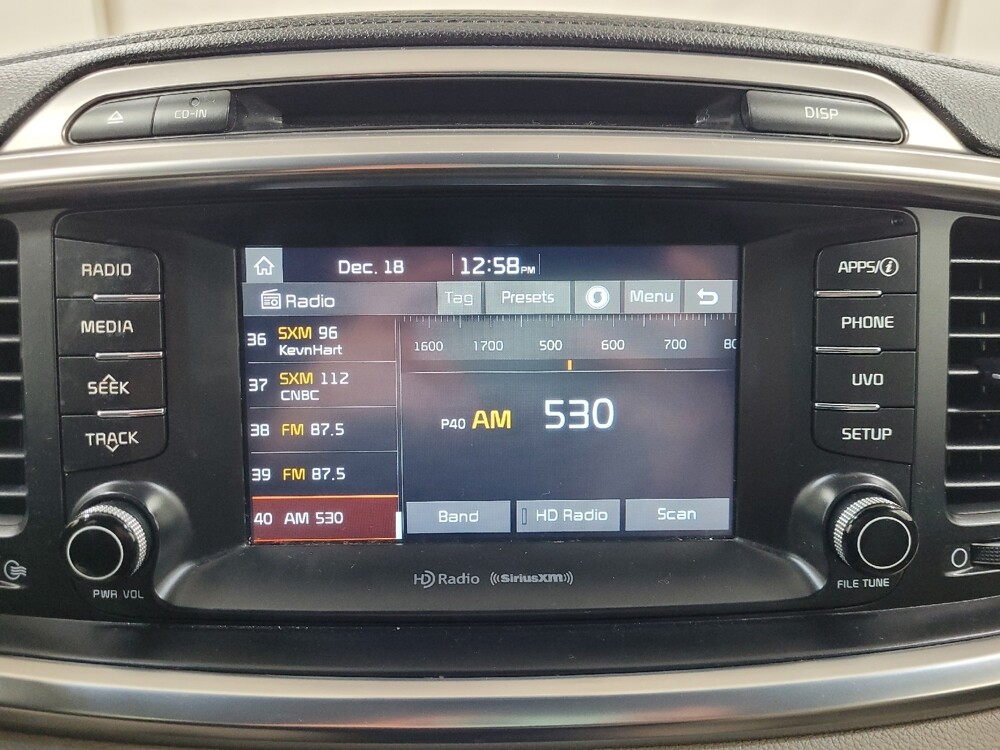 CD-IN
DISP
RADIO
MEDIA
SEEK
TRACK
PWR VOL
Dec. 18
12:58PM
Radio
Tag
Presets
Menu
36 SXM 96
KevnHart
37 SXM 112
CNBC
38 FM 87.5
39 FM 87.5
40 AM 530
1600 1700 500 600 700 80
P40 AM 530
Band
HD Radio
Scan
HD Radio
((SiriusXM))
APPS/i
PHONE
UVO
SETUP
FILE TUNE